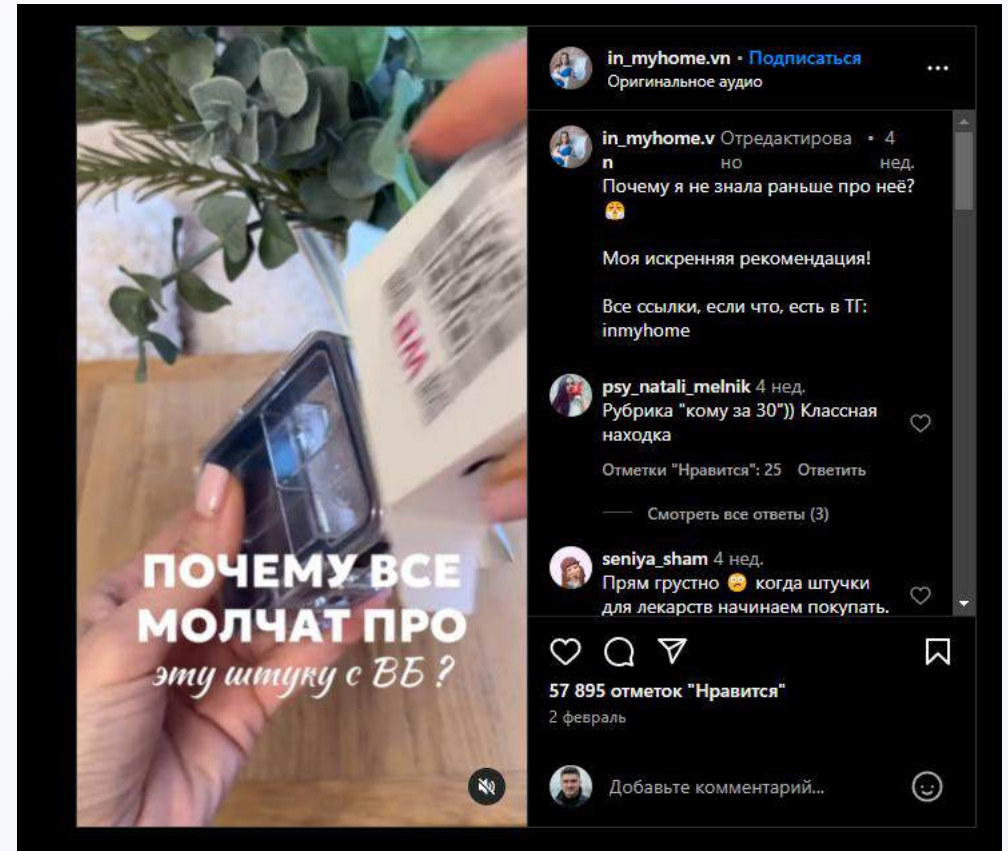 in_myhome.vn • Подписаться
Оригинальное аудио
in_myhome.v Отредактирова • 4
n но нед.
Почему я не знала раньше про неё?
Моя искренняя рекомендация!
Все ссылки, если что, есть в ТГ:
inmyhome
psy_natali_melnik 4 нед.
Рубрика "кому за 30")) Классная
находка
Отметки "Нравится": 25 Ответить
Смотреть все ответы (3)
seniya_sham 4 нед.
Прям грустно когда штучки
для лекарств начинаем покупать.
57 895 отметок "Нравится"
2 февраль
Добавьте комментарий...
ПОЧЕМУ ВСЕ
МОЛЧАТ ПРО
эту штуку с ВБ ?